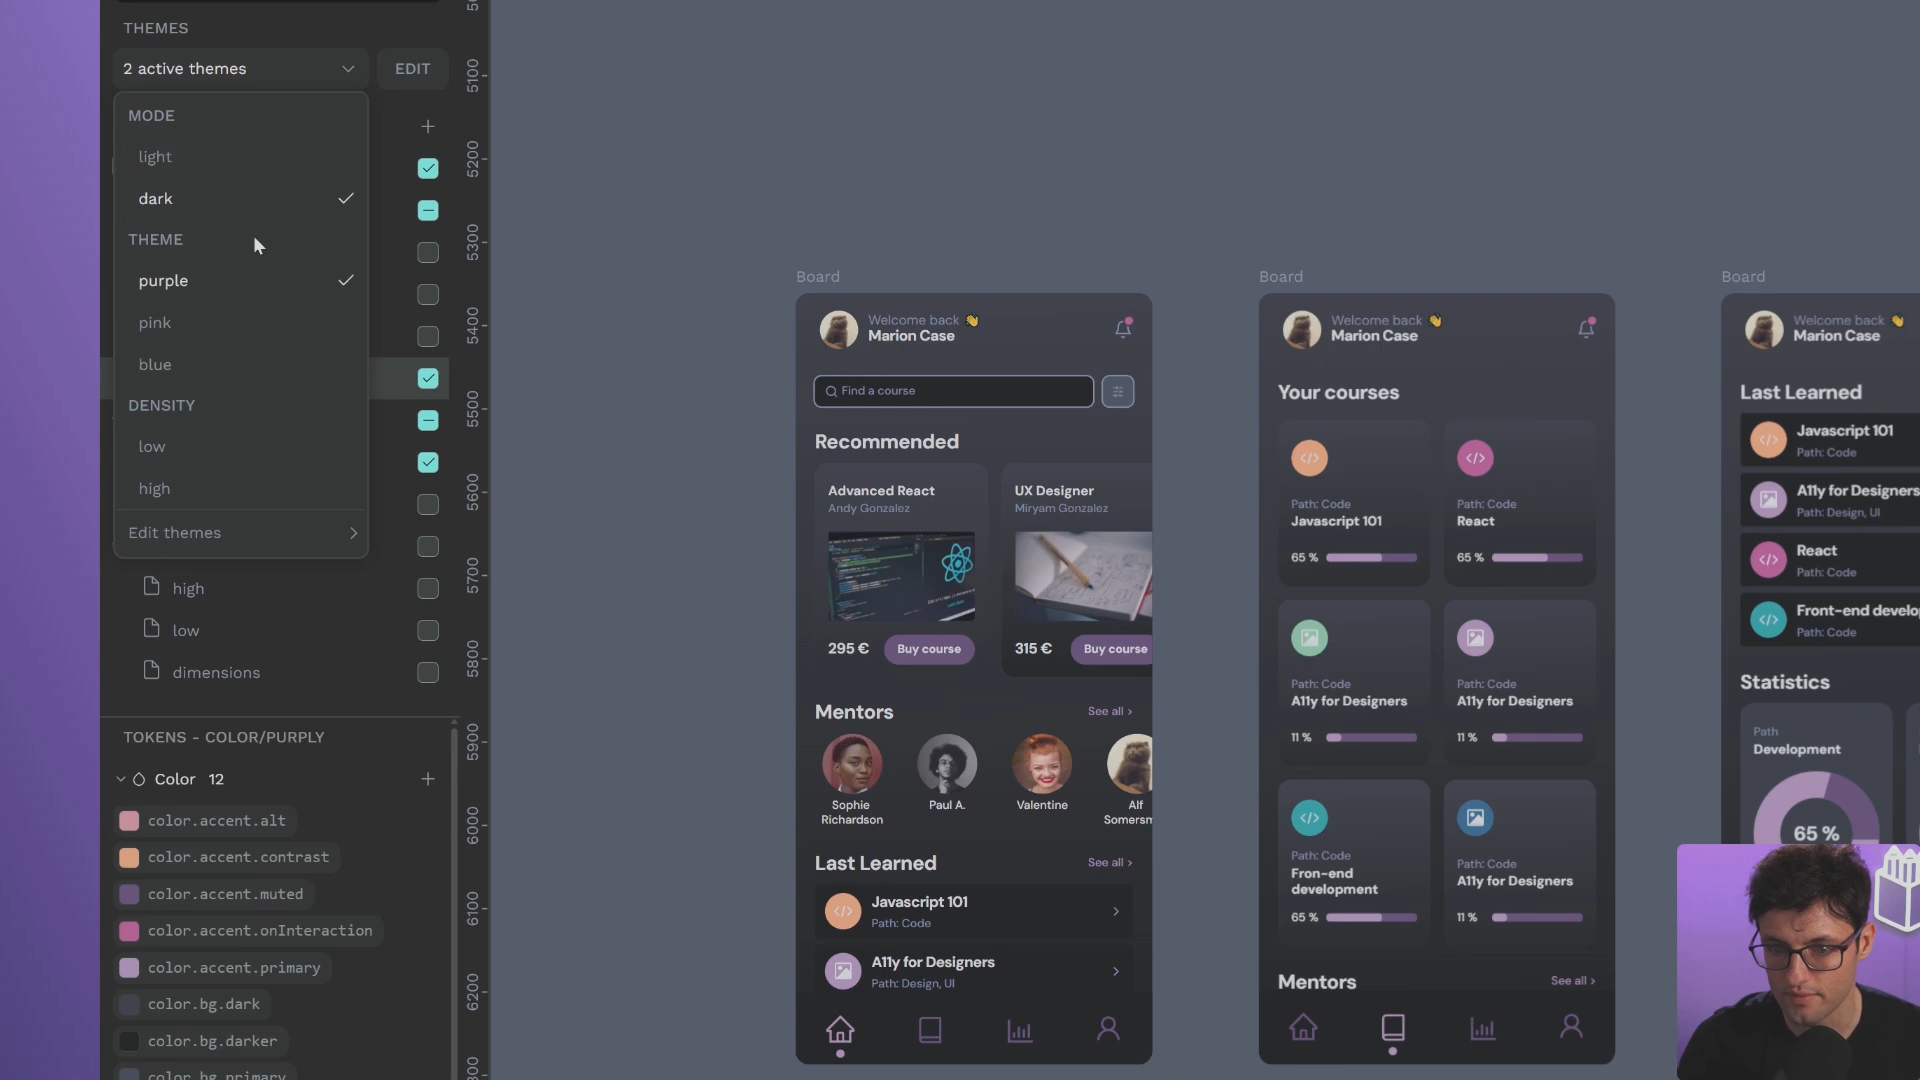 THEMES
2 active themes
EDIT
MODE
light
dark
THEME
purple
pink
blue
DENSITY
low
high
Edit themes
high
low
dimensions
TOKENS - COLOR/PURPLY
Color 12
color.accent.alt
color.accent.contrast
color.accent.muted
color.accent.onInteraction
color.accent.primary
color.bg.dark
color.bg.darker
color.bg.primary
5100
5200
5300
5400
5500
5600
5700
5800
5900
6000
6100
6200
Board
Welcome back 👋
Marion Case
Find a course
Recommended
Advanced React
Andy Gonzalez
295 €
Buy course
UX Designer
Miryam Gonzalez
315 €
Buy course
Mentors
See all >
Sophie
Richardson
Paul A.
Valentine
Alf
Somersm
Last Learned
See all >
Javascript 101
Path: Code
A11y for Designers
Path: Design, UI
Board
Welcome back 👋
Marion Case
Your courses
Path: Code
Javascript 101
65 %
Path: Code
React
65 %
Path: Code
A11y for Designers
11 %
Path: Code
A11y for Designers
11 %
Path: Code
Fron-end
development
65 %
Path: Code
A11y for Designers
11 %
Mentors
See all >
Board
Welcome back 👋
Marion Case
Last Learned
Javascript 101
Path: Code
A11y for Designers
Path: Design, UI
React
Path: Code
Front-end develo
Path: Code
Statistics
Path
Development
65 %